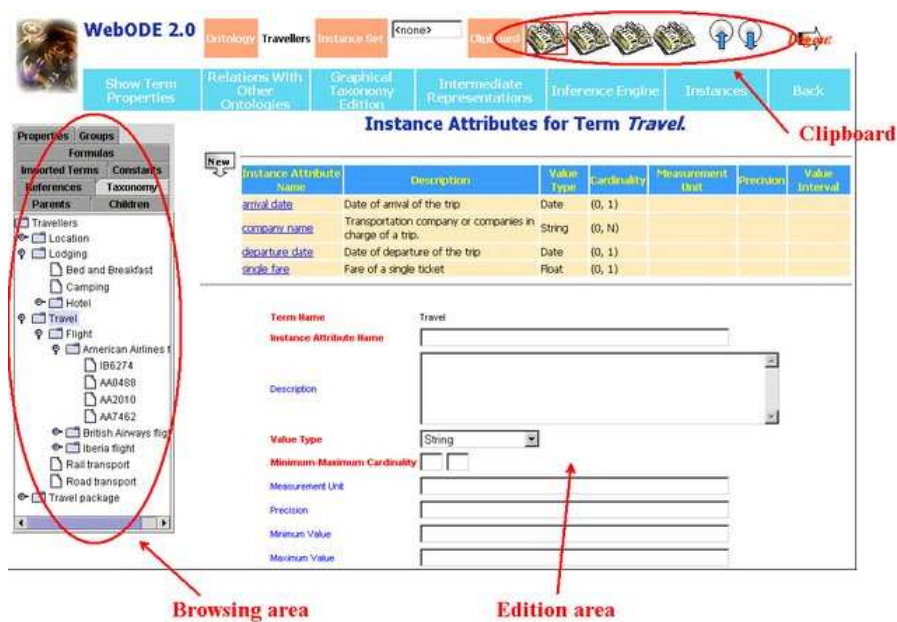 WebODE 2.0
Ontology Travellers Instance Set <none> Clipboard
Show Term Properties
Relations With Other Ontologies
Graphical Taxonomy Edition
Intermediate Representations
Inference Engine
Instances
Back
Clipboard
Instance Attributes for Term Travel.
Properties Groups
Formulas
Imported Terms Constants
References Taxonomy
Parents Children
Travellers
Location
Lodging
Bed and Breakfast
Camping
Hotel
Travel
Flight
American Airlines f
IB6274
AA0488
AA2010
AA7462
British Airways flig
Iberia flight
Rail transport
Road transport
Travel package
New
Instance Attribute Name Description Value Type Cardinality Measurement Unit Precision Value Interval
arrival date Date of arrival of the trip Date (0, 1)
company name Transportation company or companies in charge of a trip. String (0, N)
departure date Date of departure of the trip Date (0, 1)
single fare Fare of a single ticket Float (0, 1)
Term Name Travel
Instance Attribute Name
Description
Value Type String
Minimum-Maximum Cardinality
Measurement Unit
Precision
Minimum Value
Maximum Value
Browsing area
Edition area